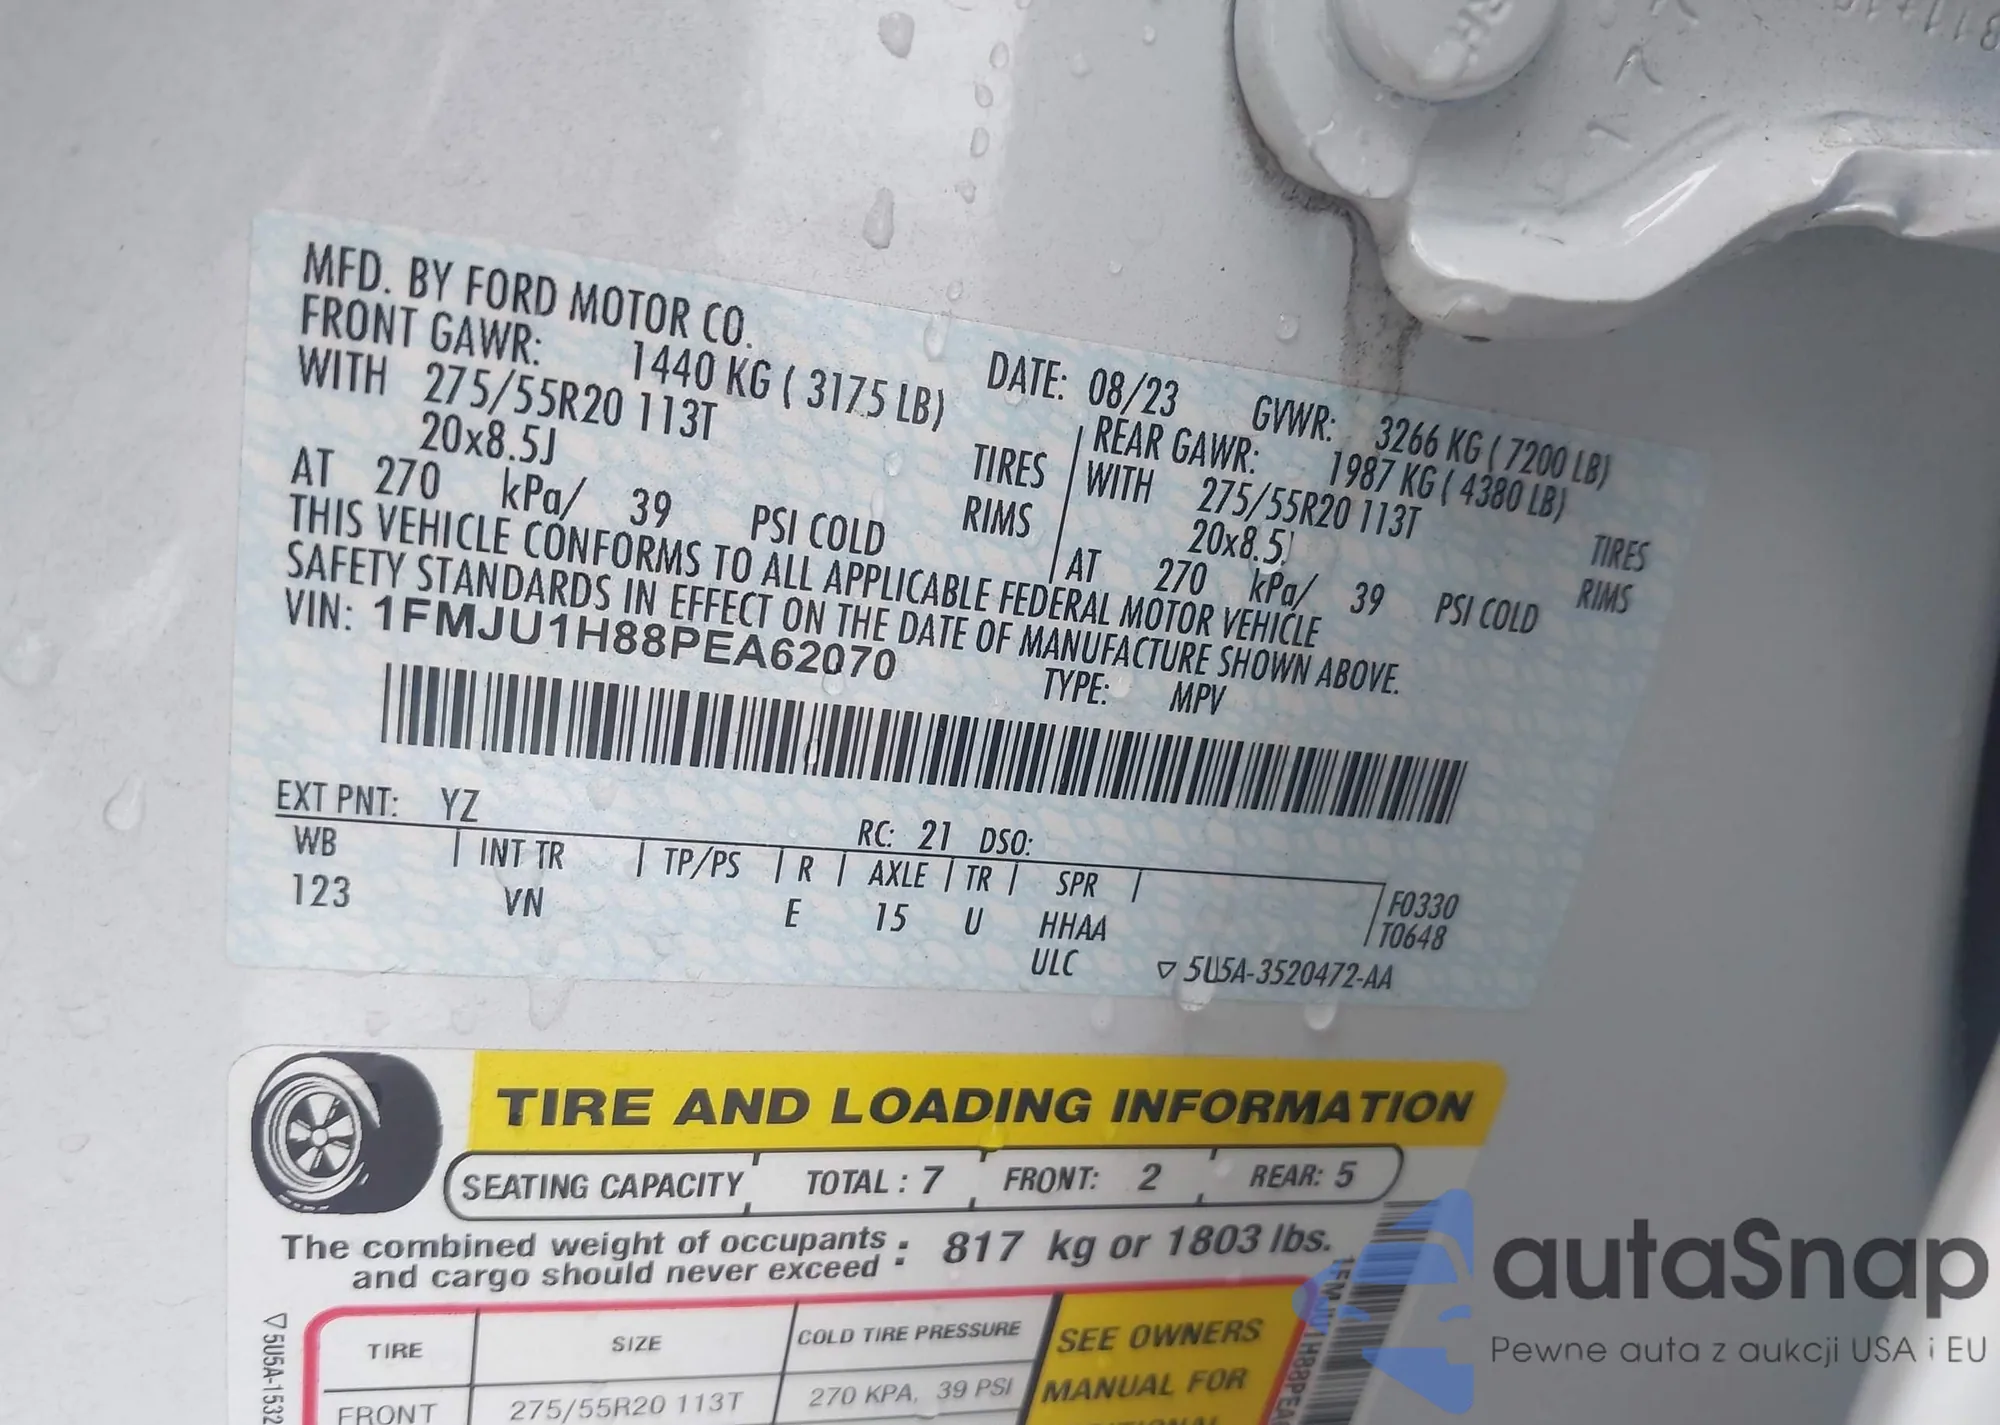 MFD. BY FORD MOTOR CO.
DATE: 08/23 GVWR: 3266 KG ( 7200 LB)
FRONT GAWR: 1440 KG ( 3175 LB)
WITH 275/55R20 113T TIRES
20x8.5J RIMS
AT 270 kPa/ 39 PSI COLD
REAR GAWR: 1987 KG ( 4380 LB)
WITH 275/55R20 113T TIRES
20x8.5J RIMS
AT 270 kPa/ 39 PSI COLD
THIS VEHICLE CONFORMS TO ALL APPLICABLE FEDERAL MOTOR VEHICLE
SAFETY STANDARDS IN EFFECT ON THE DATE OF MANUFACTURE SHOWN ABOVE.
VIN: 1FMJU1H88PEA62070
TYPE: MPV
EXT PNT: YZ RC: 21 DSO:
WB INT TR TP/PS R AXLE TR SPR
123 VN E 15 U HHAA
ULC
F0330
T0648
▽ 5U5A-3520472-AA
TIRE AND LOADING INFORMATION
SEATING CAPACITY TOTAL : 7 FRONT: 2 REAR: 5
The combined weight of occupants
and cargo should never exceed : 817 kg or 1803 lbs.
TIRE SIZE COLD TIRE PRESSURE
FRONT 275/55R20 113T 270 KPA, 39 PSI
SEE OWNERS
MANUAL FOR
▽5U5A-1532
autaSnap
Pewne auta z aukcji USA i EU